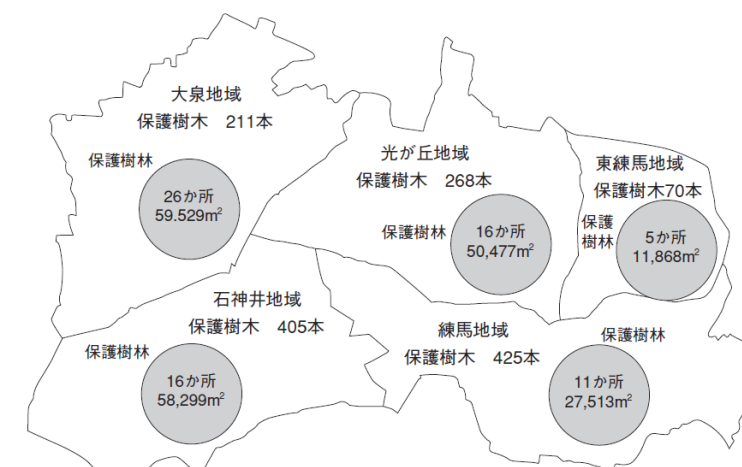 大泉地域
保護樹木 211本
保護樹林
26か所
59.529m²
光が丘地域
保護樹木 268本
保護樹林
16か所
50,477m²
東練馬地域
保護樹木70本
保護
樹林
5か所
11,868m²
石神井地域
保護樹木 405本
保護樹林
16か所
58,299m²
練馬地域
保護樹木 425本
保護樹林
11か所
27,513m²